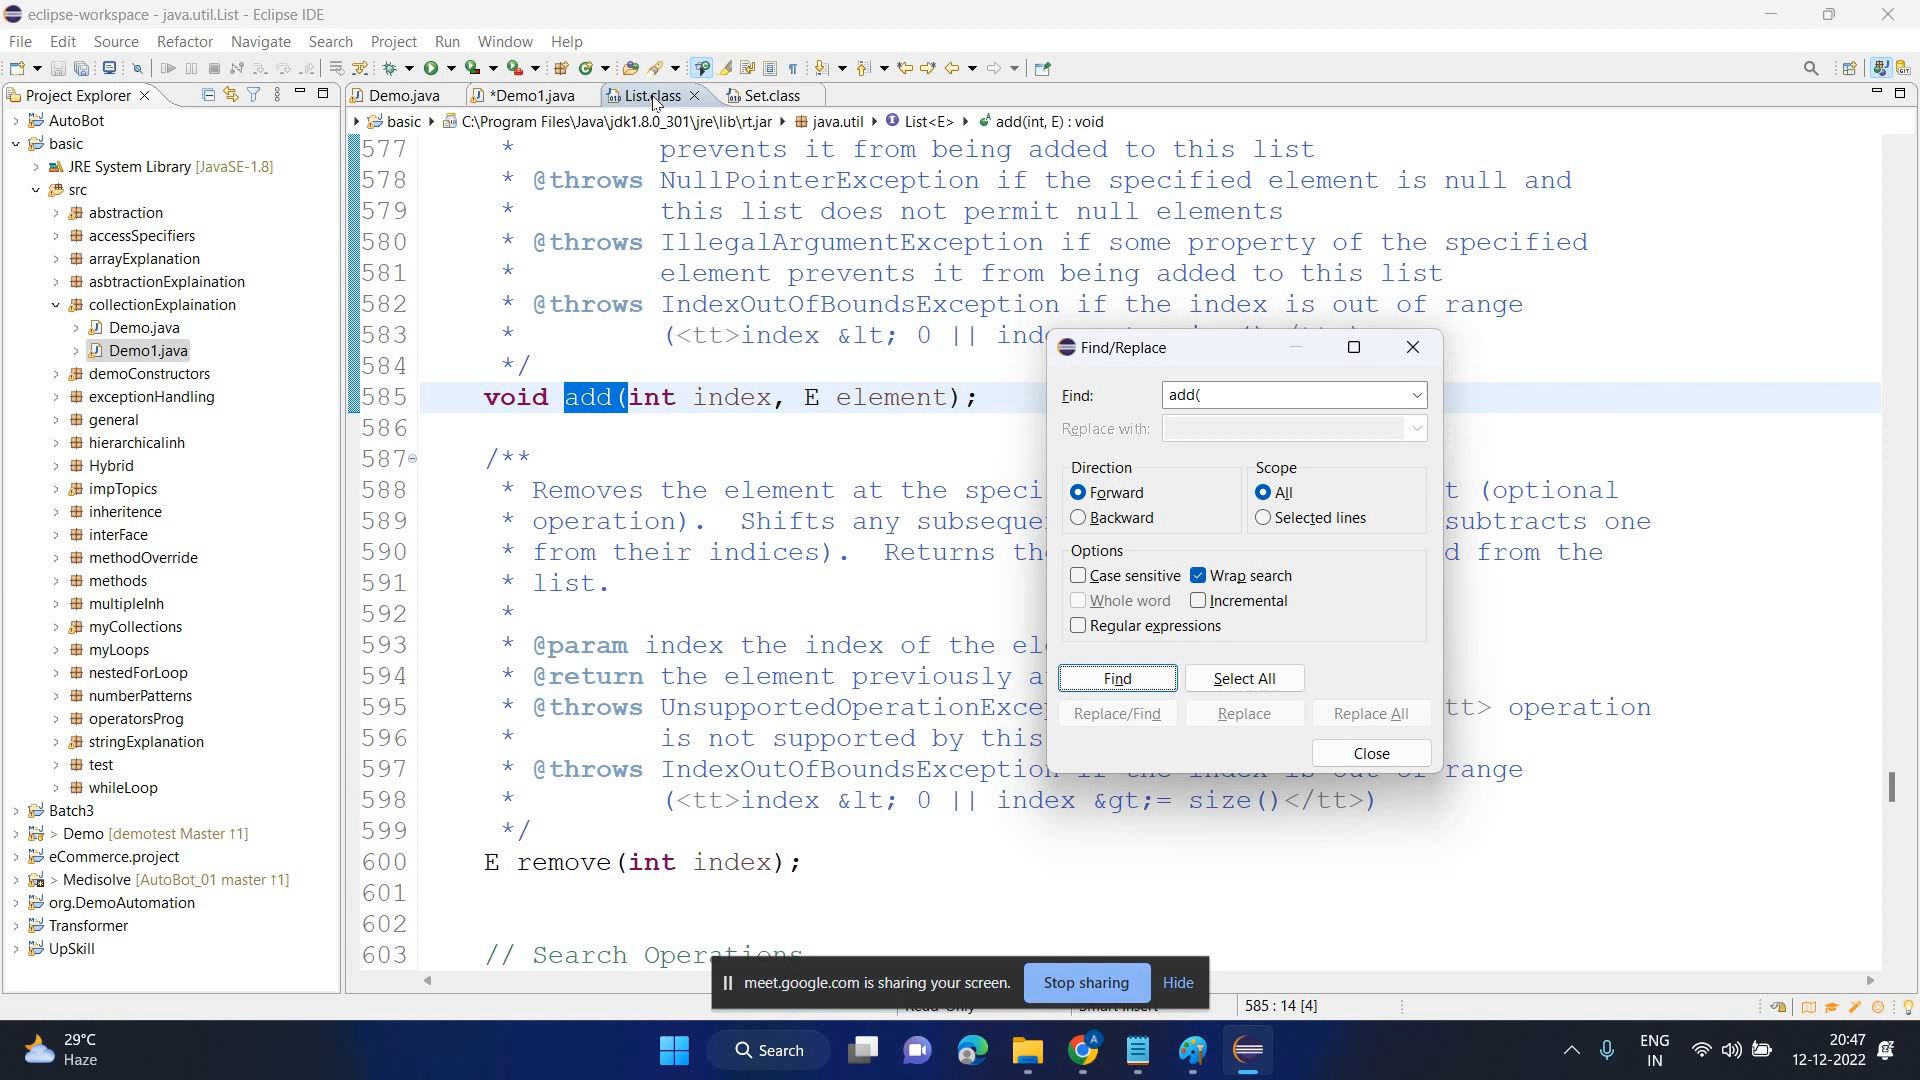 eclipse-workspace - java.util.List - Eclipse IDE
File Edit Source Refactor Navigate Search Project Run Window Help
Project Explorer
Demo.java
*Demo1.java
List.class
Set.class
basic
C:\Program Files\Java\jdk1.8.0_301\jre\lib\rt.jar
java.util
List<E>
add(int, E) : void
AutoBot
basic
JRE System Library [JavaSE-1.8]
src
abstraction
accessSpecifiers
arrayExplanation
asbtractionExplaination
collectionExplaination
Demo.java
Demo1.java
demoConstructors
exceptionHandling
general
hierarchicalinh
Hybrid
impTopics
inheritence
interFace
methodOverride
methods
multipleInh
myCollections
myLoops
nestedForLoop
numberPatterns
operatorsProg
stringExplanation
test
whileLoop
Batch3
> Demo [demotest Master ↑1]
eCommerce.project
> Medisolve [AutoBot_01 master ↑1]
org.DemoAutomation
Transformer
UpSkill
577 * prevents it from being added to this list
578 * @throws NullPointerException if the specified element is null and
579 * this list does not permit null elements
580 * @throws IllegalArgumentException if some property of the specified
581 * element prevents it from being added to this list
582 * @throws IndexOutOfBoundsException if the index is out of range
583 * (<tt>index &lt; 0 || ind
584 */
585 void add(int index, E element);
586
587 /**
588 * Removes the element at the speci t (optional
589 * operation). Shifts any subseque subtracts one
590 * from their indices). Returns th d from the
591 * list.
592 *
593 * @param index the index of the el
594 * @return the element previously a
595 * @throws UnsupportedOperationExce tt> operation
596 * is not supported by this
597 * @throws IndexOutOfBoundsException if the index is out of range
598 * (<tt>index &lt; 0 || index &gt;= size()</tt>)
599 */
600 E remove(int index);
601
602
603 // Search Operations
Find/Replace
Find: add(
Replace with:
Direction
Forward
Backward
Scope
All
Selected lines
Options
Case sensitive
Wrap search
Whole word
Incremental
Regular expressions
Find
Select All
Replace/Find
Replace
Replace All
Close
meet.google.com is sharing your screen.
Stop sharing
Hide
585 : 14 [4]
29°C
Haze
Search
ENG
IN
20:47
12-12-2022